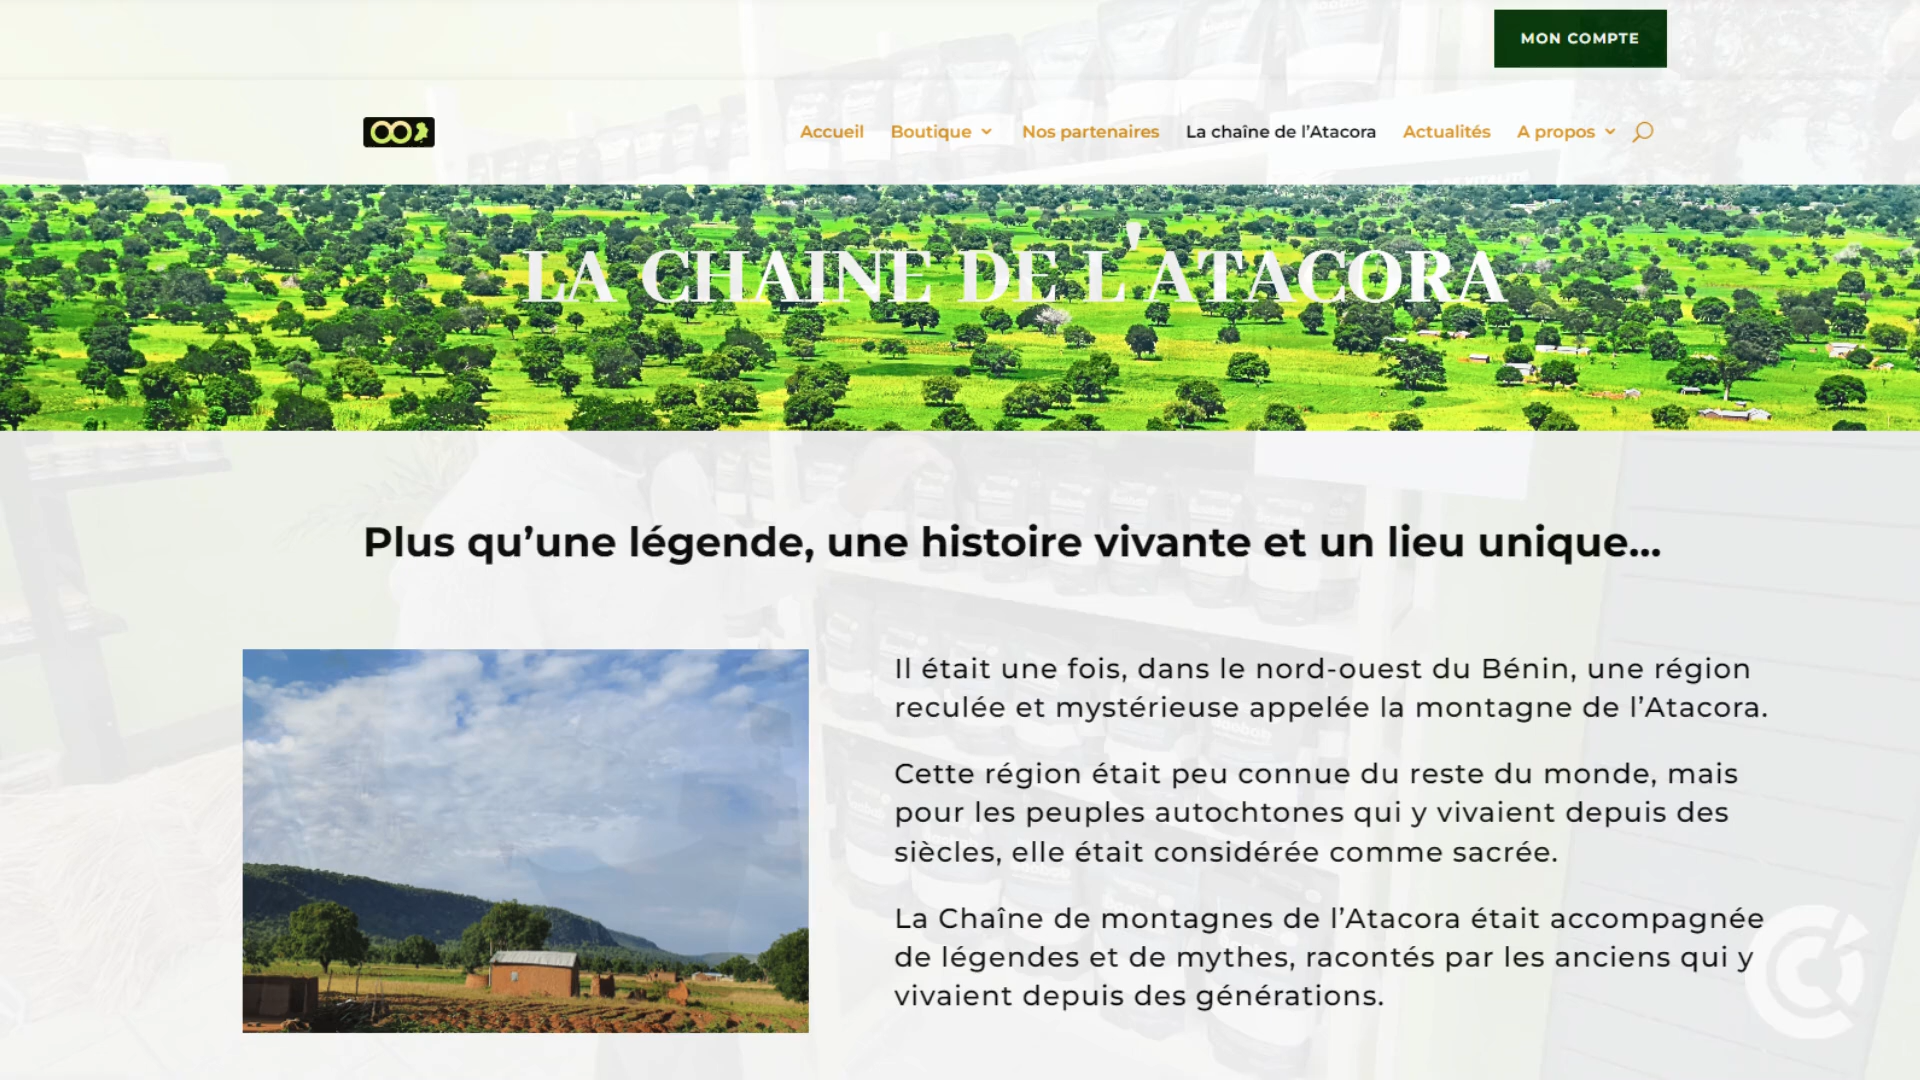 MON COMPTE
Accueil Boutique Nos partenaires La chaîne de l’Atacora Actualités A propos
LA CHAINE DE L'ATACORA
Plus qu’une légende, une histoire vivante et un lieu unique...
Il était une fois, dans le nord-ouest du Bénin, une région
reculée et mystérieuse appelée la montagne de l’Atacora.
Cette région était peu connue du reste du monde, mais
pour les peuples autochtones qui y vivaient depuis des
siècles, elle était considérée comme sacrée.
La Chaîne de montagnes de l’Atacora était accompagnée
de légendes et de mythes, racontés par les anciens qui y
vivaient depuis des générations.